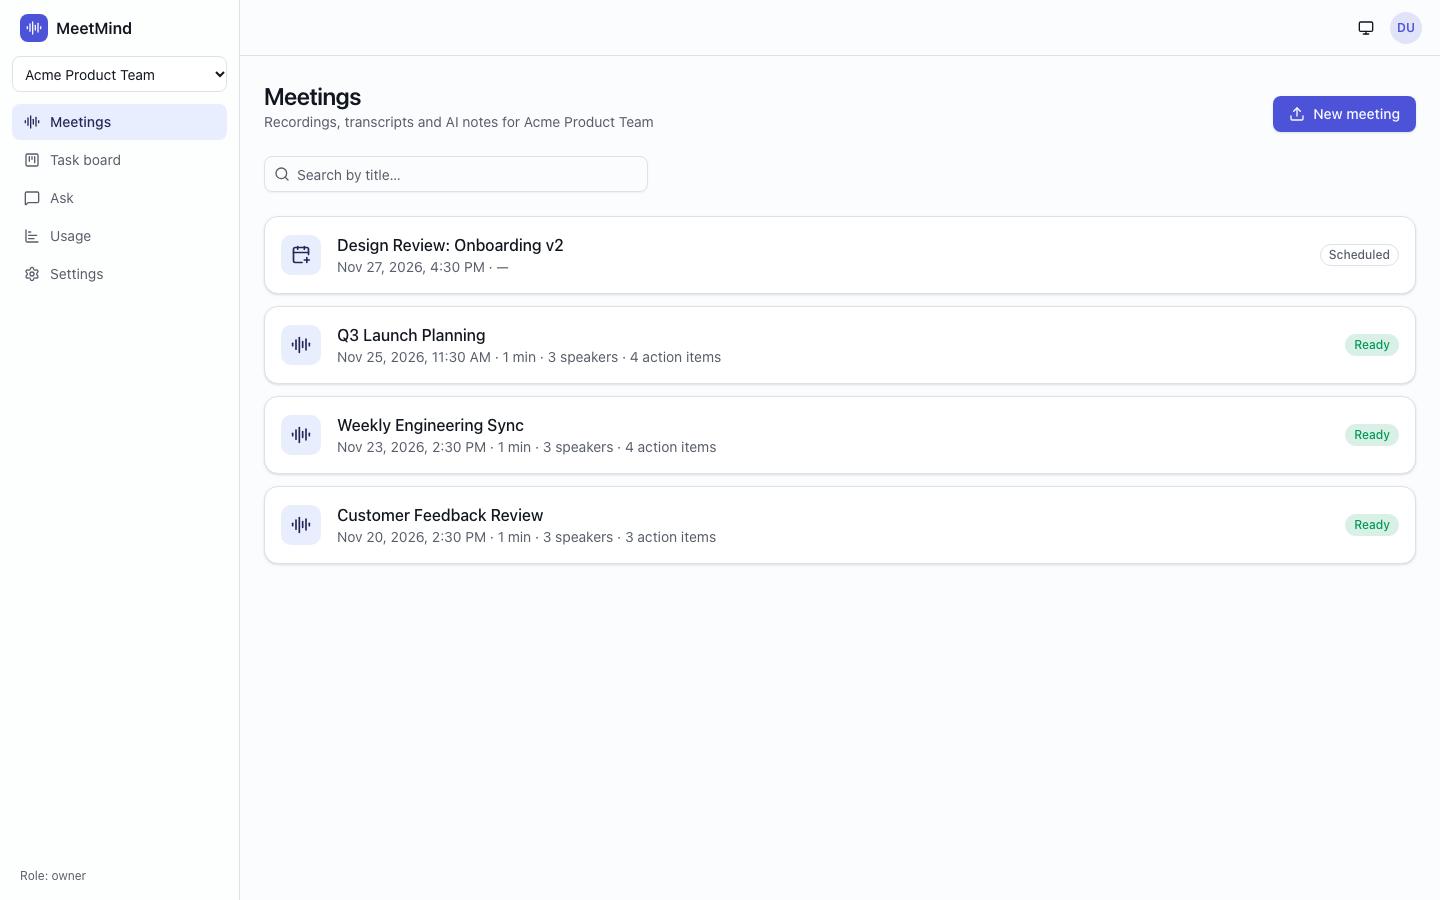 MeetMind
Acme Product Team
Meetings
Task board
Ask
Usage
Settings
Role: owner
DU
Meetings
Recordings, transcripts and AI notes for Acme Product Team
New meeting
Search by title...
Design Review: Onboarding v2
Nov 27, 2026, 4:30 PM · —
Scheduled
Q3 Launch Planning
Nov 25, 2026, 11:30 AM · 1 min · 3 speakers · 4 action items
Ready
Weekly Engineering Sync
Nov 23, 2026, 2:30 PM · 1 min · 3 speakers · 4 action items
Ready
Customer Feedback Review
Nov 20, 2026, 2:30 PM · 1 min · 3 speakers · 3 action items
Ready